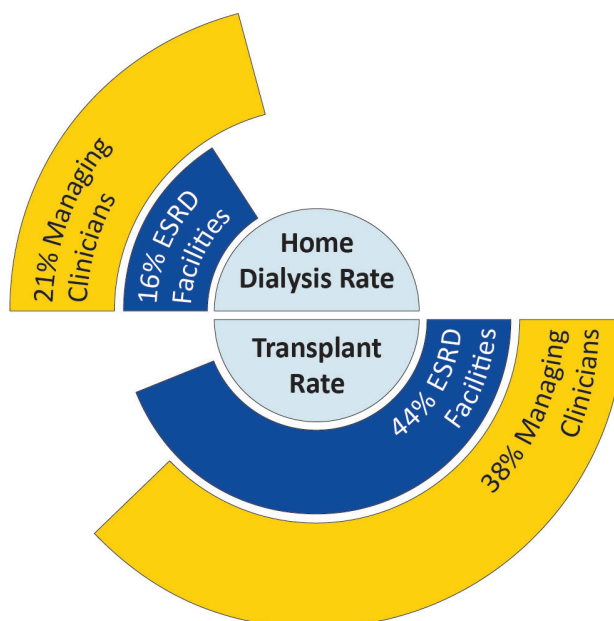 21% Managing
Clinicians
16% ESRD
Facilities
Home
Dialysis Rate
Transplant
Rate
44% ESRD
Facilities
38% Managing
Clinicians